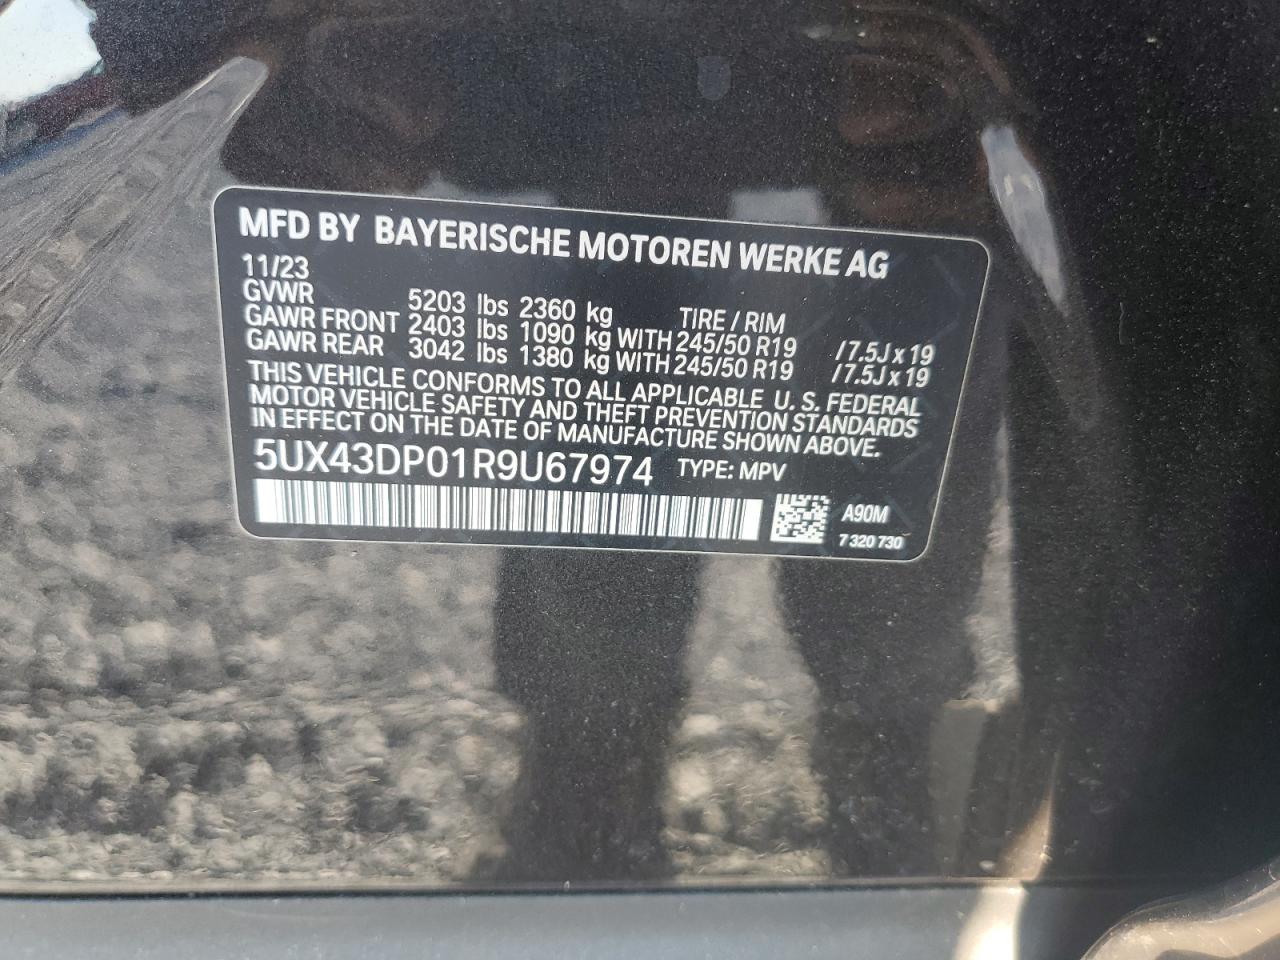 MFD BY BAYERISCHE MOTOREN WERKE AG
11/23
GVWR 5203 lbs 2360 kg TIRE / RIM
GAWR FRONT 2403 lbs 1090 kg WITH 245/50 R19 /7.5J x 19
GAWR REAR 3042 lbs 1380 kg WITH 245/50 R19 /7.5J x 19
THIS VEHICLE CONFORMS TO ALL APPLICABLE U. S. FEDERAL
MOTOR VEHICLE SAFETY AND THEFT PREVENTION STANDARDS
IN EFFECT ON THE DATE OF MANUFACTURE SHOWN ABOVE.
5UX43DP01R9U67974 TYPE: MPV
A90M
7 320 730